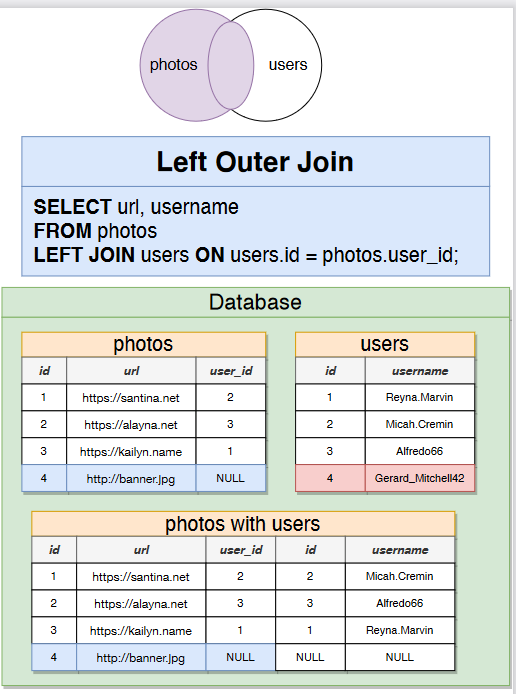 photos users
Left Outer Join
SELECT url, username
FROM photos
LEFT JOIN users ON users.id = photos.user_id;
Database
photos
id url user_id
1 https://santina.net 2
2 https://alayna.net 3
3 https://kailyn.name 1
4 http://banner.jpg NULL
users
id username
1 Reyna.Marvin
2 Micah.Cremin
3 Alfredo66
4 Gerard_Mitchell42
photos with users
id url user_id id username
1 https://santina.net 2 2 Micah.Cremin
2 https://alayna.net 3 3 Alfredo66
3 https://kailyn.name 1 1 Reyna.Marvin
4 http://banner.jpg NULL NULL NULL